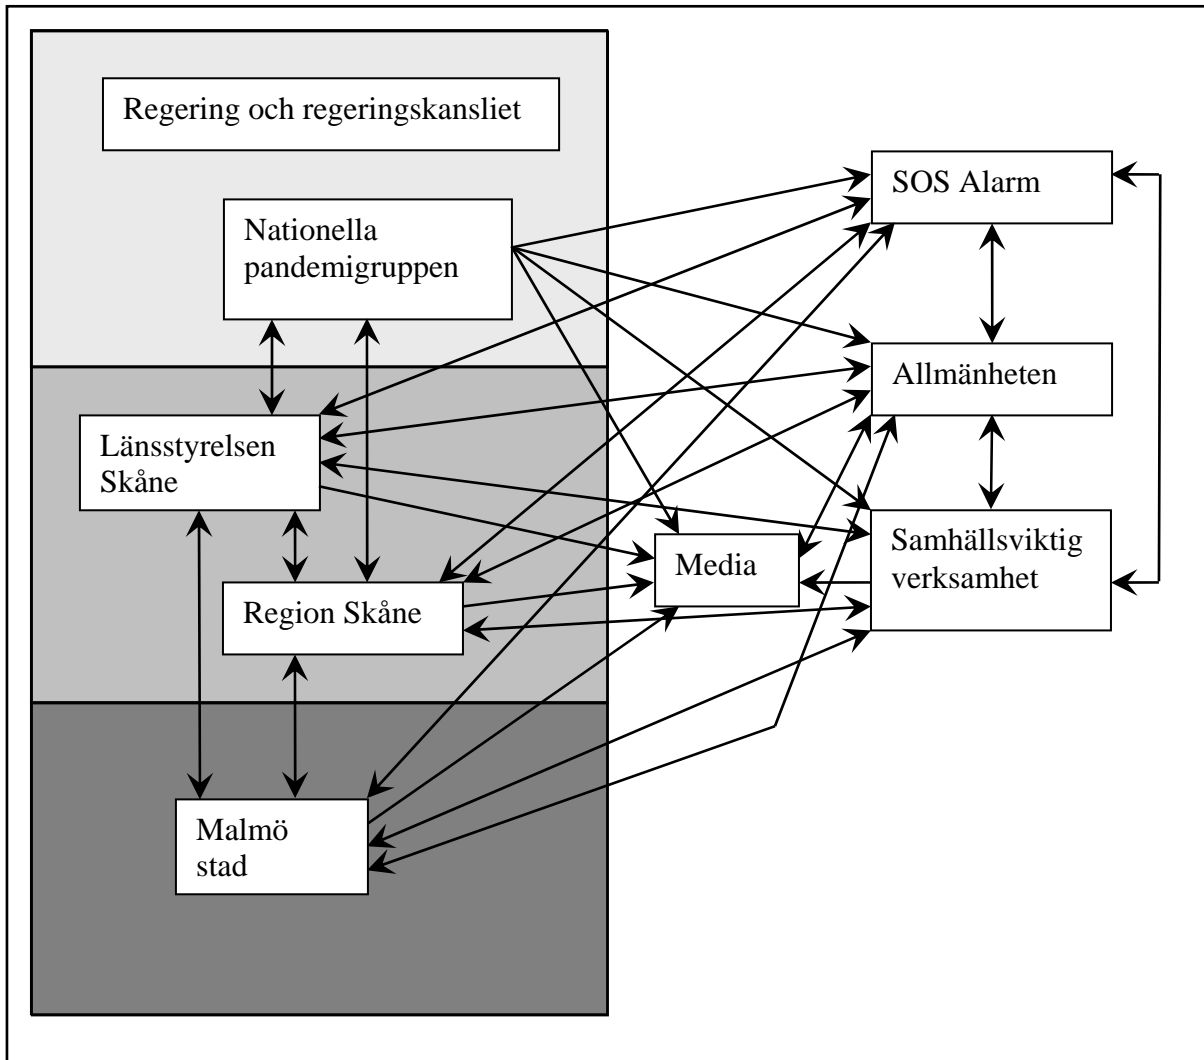 Regering och regeringskansliet
Nationella
pandemigruppen
Länsstyrelsen
Skåne
Region Skåne
Malmö
stad
Media
SOS Alarm
Allmänheten
Samhällsviktig
verksamhet